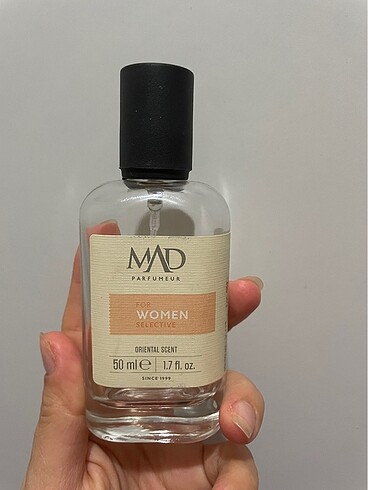 MAD
PARFUMEUR
FOR
WOMEN
SELECTIVE
ORIENTAL SCENT
50 ml ℮ 1.7 fl. oz.
SINCE 1999